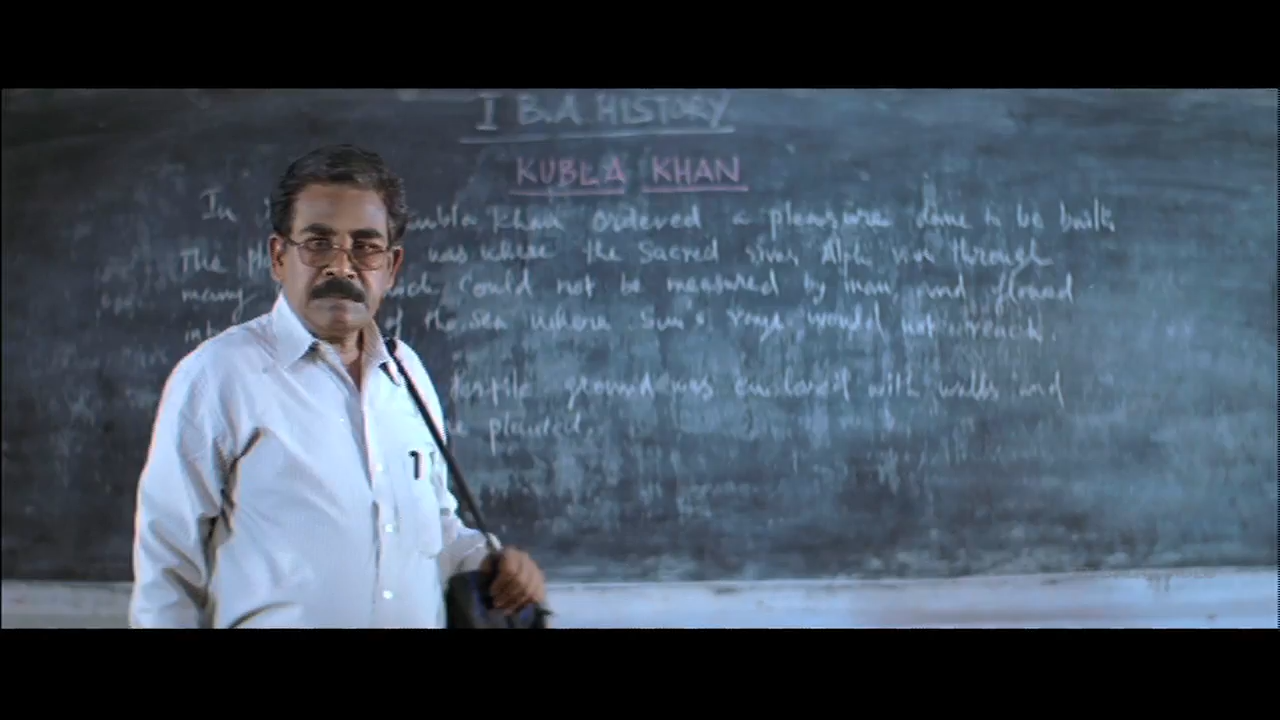 I B.A HISTORY
KUBLA KHAN
In Khan ordered a pleasure dome to be built.
The was where the Sacred river Alph ran through
many could not be measured by man, and flowed
of the sea where Sun's rays would not reach.
fertile ground was enclosed with walls and
planted.